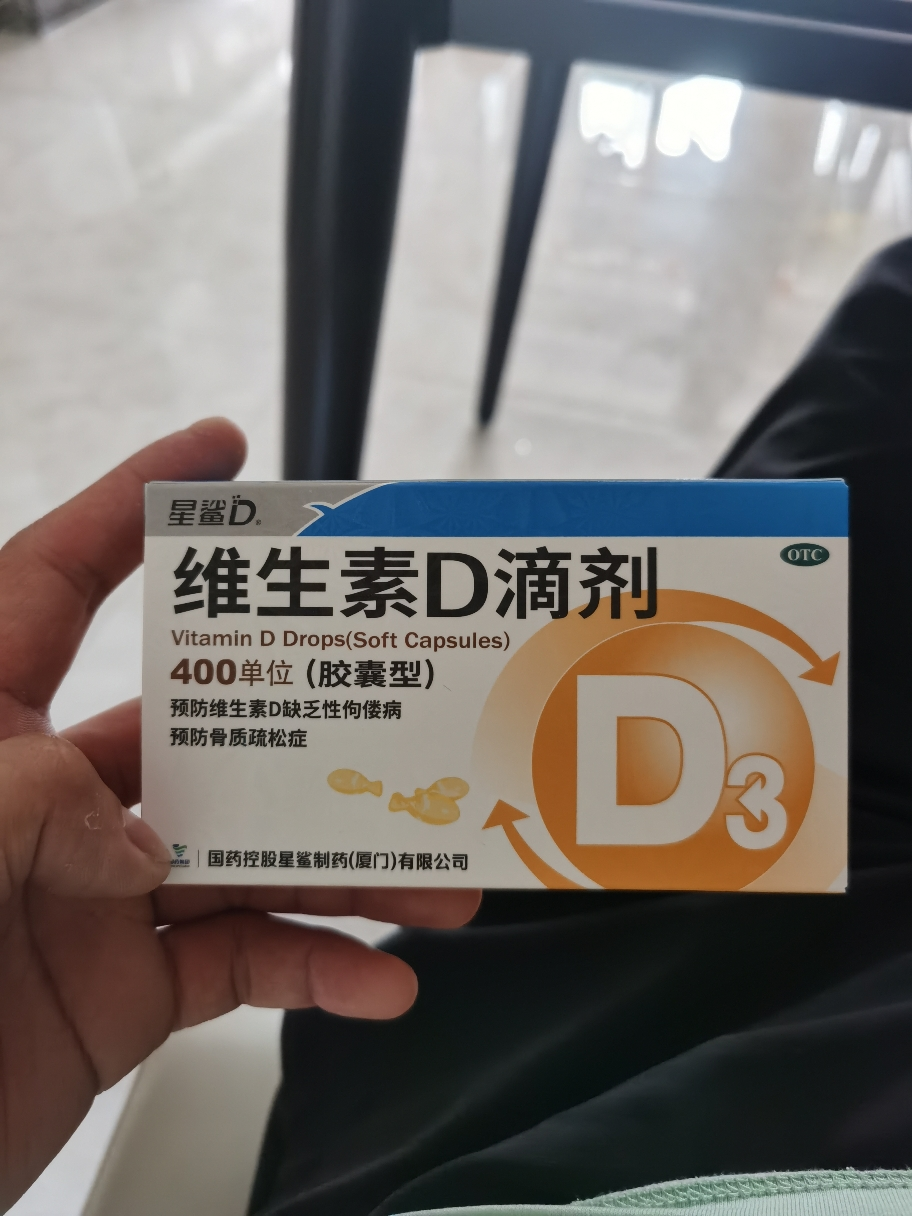 星鲨D
OTC
维生素D滴剂
Vitamin D Drops(Soft Capsules)
400单位（胶囊型）
预防维生素D缺乏性佝偻病
预防骨质疏松症
D3
国药控股星鲨制药(厦门)有限公司